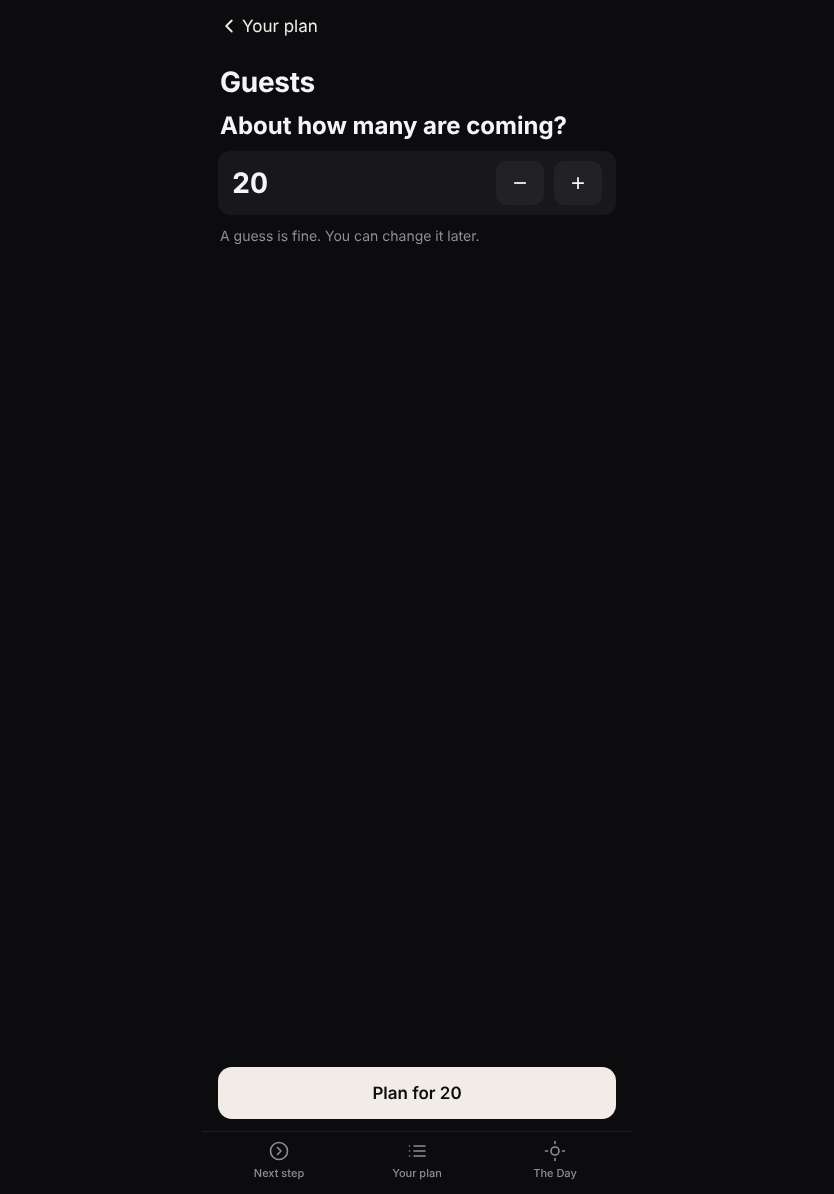 Your plan
Guests
About how many are coming?
20
A guess is fine. You can change it later.
Plan for 20
Next step
Your plan
The Day